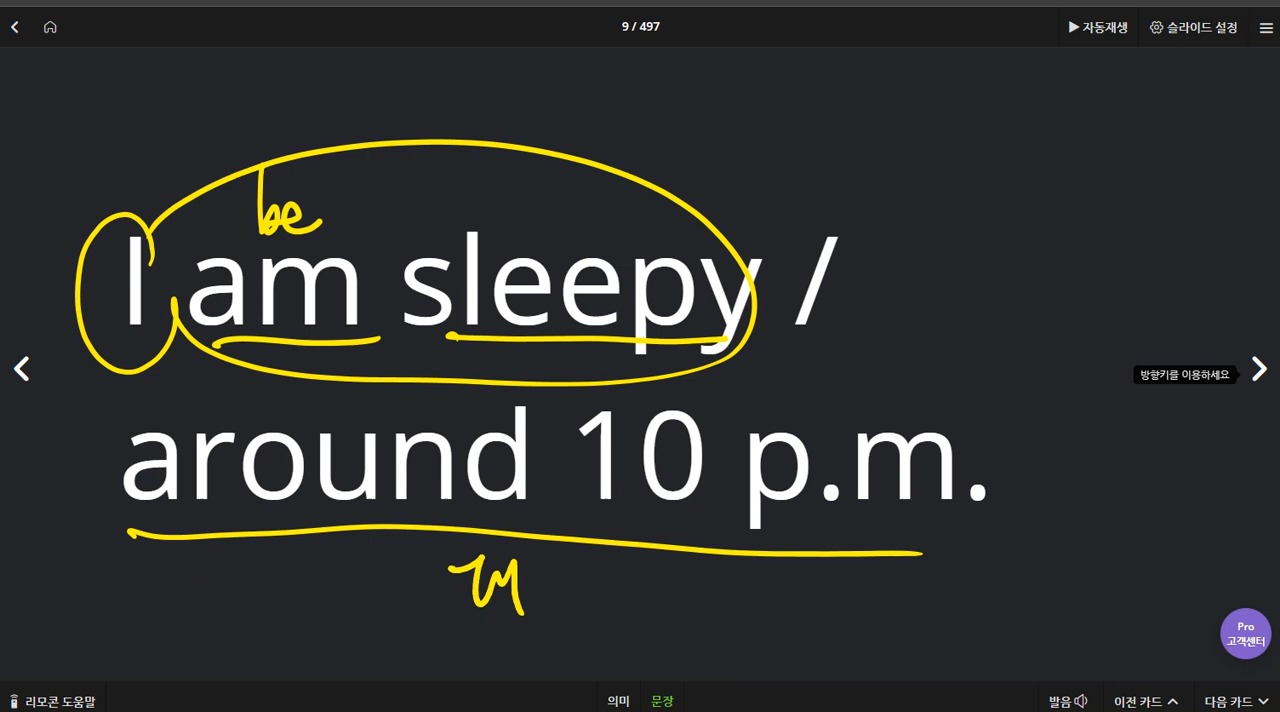 9 / 497
자동재생
슬라이드 설정
be
I am sleepy /
around 10 p.m.
방향키를 이용하세요
Pro
고객센터
리모콘 도움말
의미
문장
발음
이전 카드
다음 카드